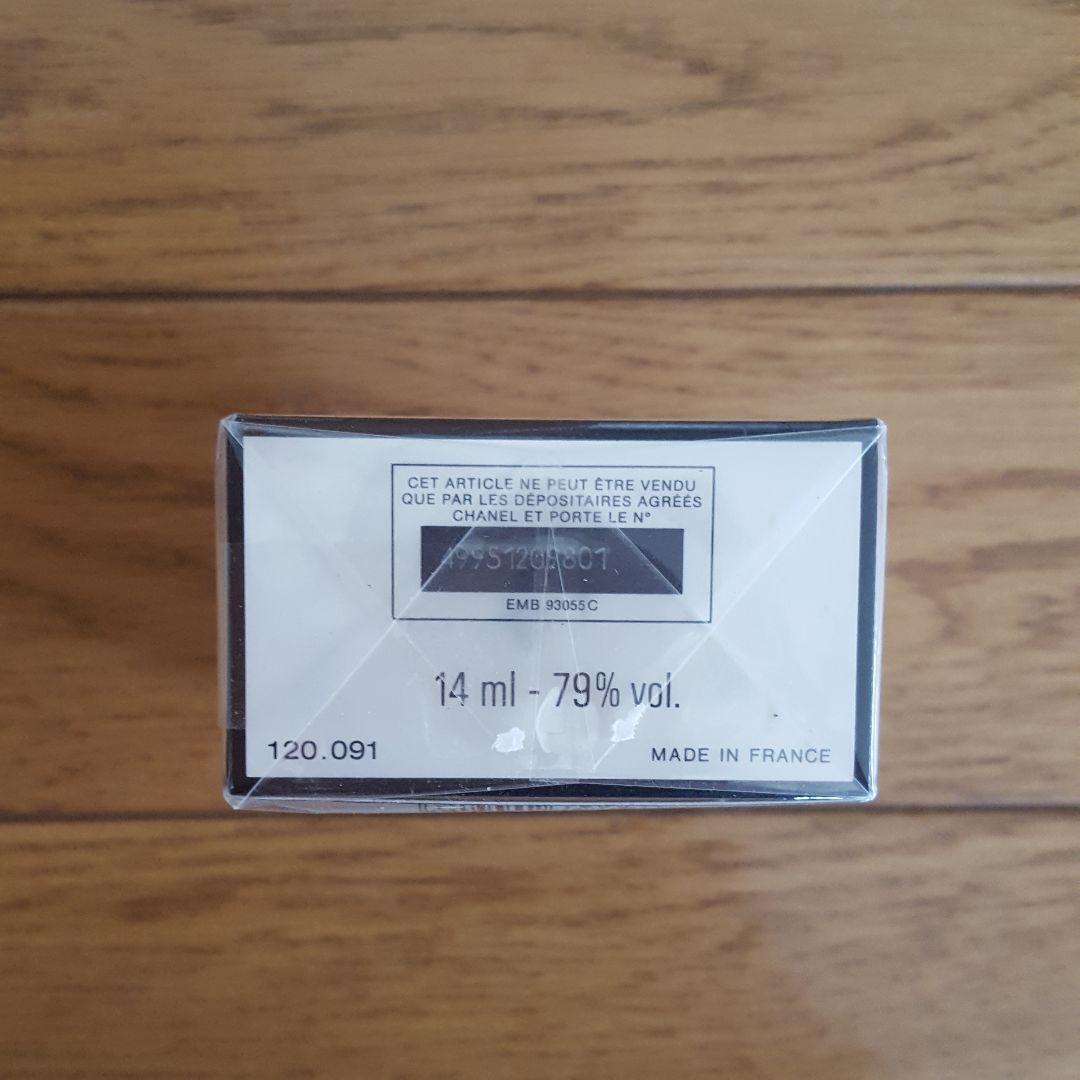 CET ARTICLE NE PEUT ÊTRE VENDU
QUE PAR LES DÉPOSITAIRES AGRÉÉS
CHANEL ET PORTE LE N°
EMB 93055C
14 ml - 79% vol.
120.091
MADE IN FRANCE